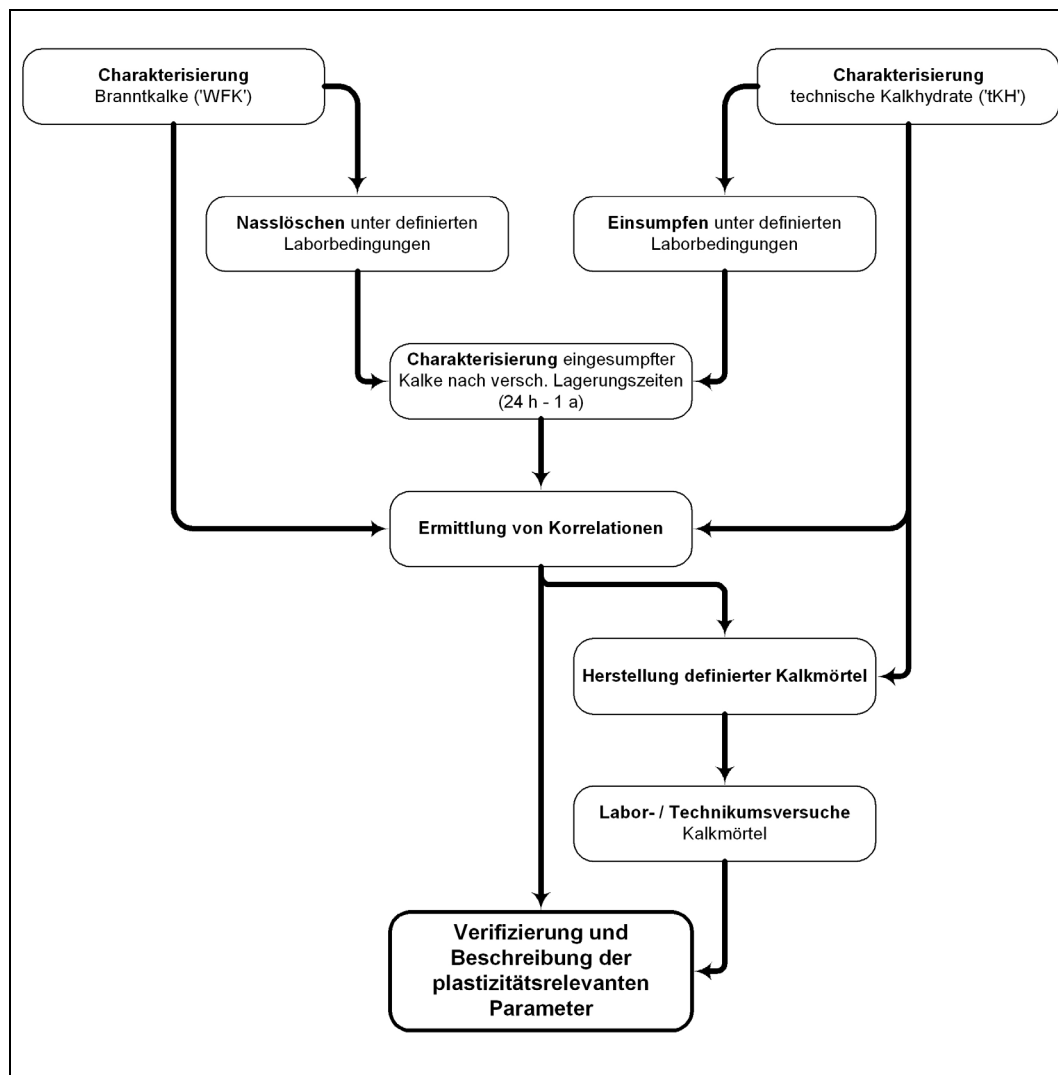 Charakterisierung
Branntkalke ('WFK')
Charakterisierung
technische Kalkhydrate ('tKH')
Nasslöschen unter definierten
Laborbedingungen
Einsumpfen unter definierten
Laborbedingungen
Charakterisierung eingesumpfter
Kalke nach versch. Lagerungszeiten
(24 h - 1 a)
Ermittlung von Korrelationen
Herstellung definierter Kalkmörtel
Labor- / Technikumsversuche
Kalkmörtel
Verifizierung und
Beschreibung der
plastizitätsrelevanten
Parameter